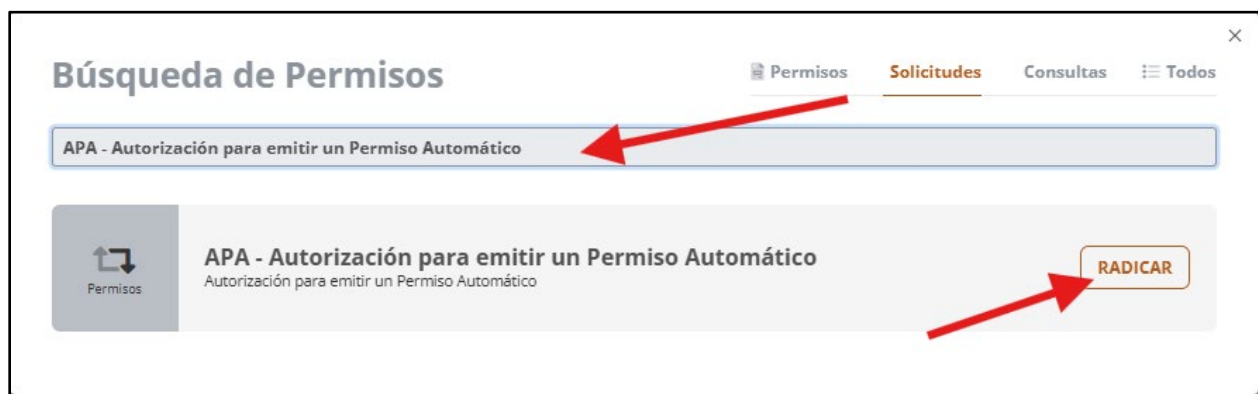 Búsqueda de Permisos
Permisos
Solicitudes
Consultas
Todos
APA - Autorización para emitir un Permiso Automático
Permisos
APA - Autorización para emitir un Permiso Automático
Autorización para emitir un Permiso Automático
RADICAR